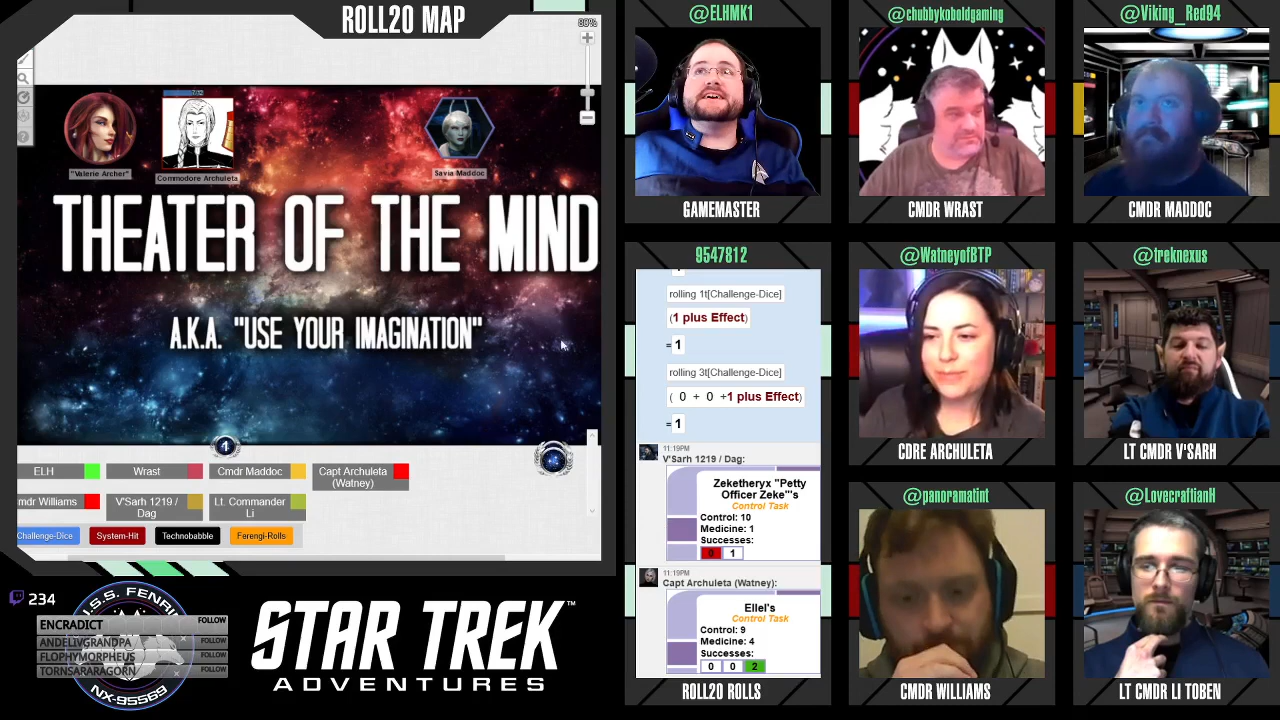 ROLL20 MAP
80%
"Valerie Archer"
Commodore Archuleta
Savia Maddoc
THEATER OF THE MIND
A.K.A. "USE YOUR IMAGINATION"
4
ELH
Wrast
Cmdr Maddoc
Capt Archuleta
(Watney)
mdr Williams
V'Sarh 1219 /
Dag
Lt. Commander
Li
Challenge-Dice
System-Hit
Technobabble
Ferengi-Rolls
234
ENCRADICT FOLLOW
ANDELIVGRANDPA FOLLOW
FLOPHYMORPHEUS FOLLOW
TORNSARARAGORN FOLLOW
U.S.S. FENRI
NX-95569
STAR TREK™
ADVENTURES
@ELHMK1
GAMEMASTER
@chubbykoboldgaming
CMDR WRAST
@Viking_Red94
CMDR MADDOC
9547812
rolling 1t[Challenge-Dice]
(1 plus Effect)
= 1
rolling 3t[Challenge-Dice]
( 0 + 0 +1 plus Effect)
= 1
11:19PM
V'Sarh 1219 / Dag:
Zeketheryx "Petty
Officer Zeke"'s
Control Task
Control: 10
Medicine: 1
Successes:
0 1
11:19PM
Capt Archuleta (Watney):
Ellel's
Control Task
Control: 9
Medicine: 4
Successes:
0 0 2
ROLL20 ROLLS
@WatneyofBTP
CDRE ARCHULETA
@treknexus
LT CMDR V'SARH
@panoramatint
CMDR WILLIAMS
@LovecraftianH
LT CMDR LI TOBEN